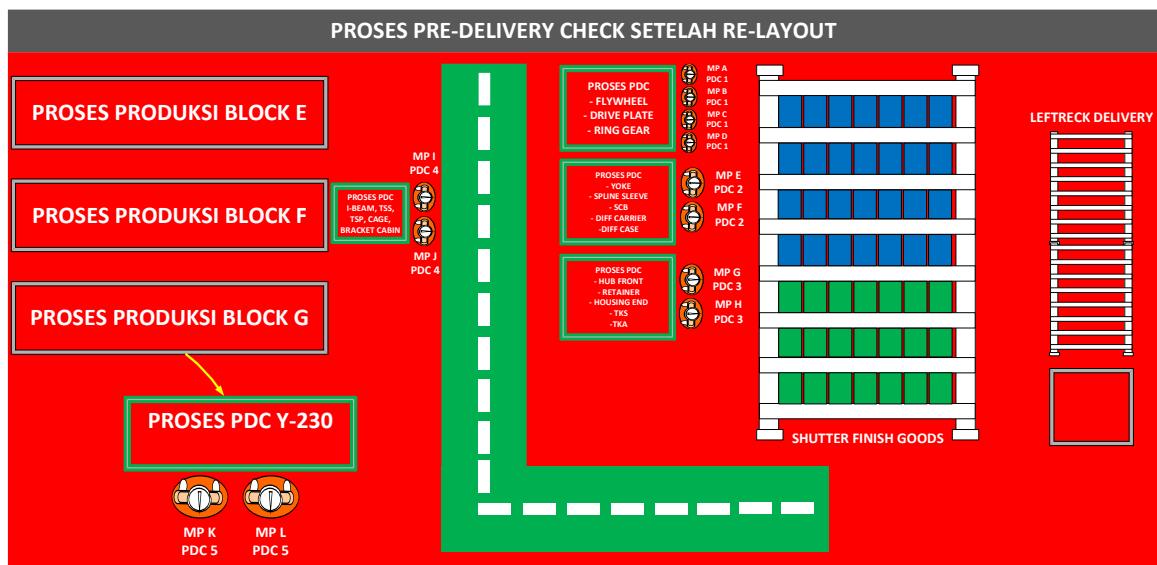 PROSES PRE-DELIVERY CHECK SETELAH RE-LAYOUT
PROSES PRODUKSI BLOCK E
PROSES PRODUKSI BLOCK F
PROSES PDC
I-BEAM, TSS,
TSP, CAGE,
BRACKET CABIN
MP I
PDC 4
MP J
PDC 4
PROSES PRODUKSI BLOCK G
PROSES PDC Y-230
MP K
PDC 5
MP L
PDC 5
PROSES PDC
- FLYWHEEL
- DRIVE PLATE
- RING GEAR
MP A
PDC 1
MP B
PDC 1
MP C
PDC 1
MP D
PDC 1
PROSES PDC
- YOKE
- SPLINE SLEEVE
- SCB
- DIFF CARRIER
-DIFF CASE
MP E
PDC 2
MP F
PDC 2
PROSES PDC
- HUB FRONT
- RETAINER
- HOUSING END
- TKS
-TKA
MP G
PDC 3
MP H
PDC 3
SHUTTER FINISH GOODS
LEFTRECK DELIVERY